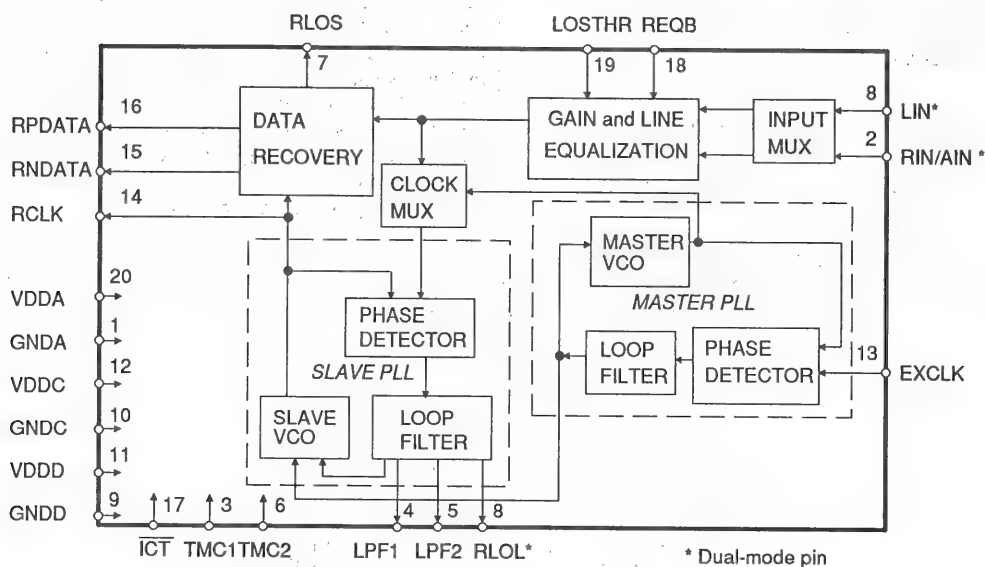 RLOS
LOSTHR REQB
7
19
18
16
RPDATA
DATA
RECOVERY
GAIN and LINE
EQUALIZATION
INPUT
MUX
8
LIN*
2
RIN/AIN *
15
RNDATA
14
RCLK
CLOCK
MUX
MASTER
VCO
MASTER PLL
20
VDDA
1
GNDA
PHASE
DETECTOR
SLAVE PLL
LOOP
FILTER
PHASE
DETECTOR
13
EXCLK
12
VDDC
10
GNDC
SLAVE
VCO
LOOP
FILTER
11
VDDD
9
GNDD
17
3
6
4
5
8
ICT
TMC1
TMC2
LPF1
LPF2
RLOL*
* Dual-mode pin